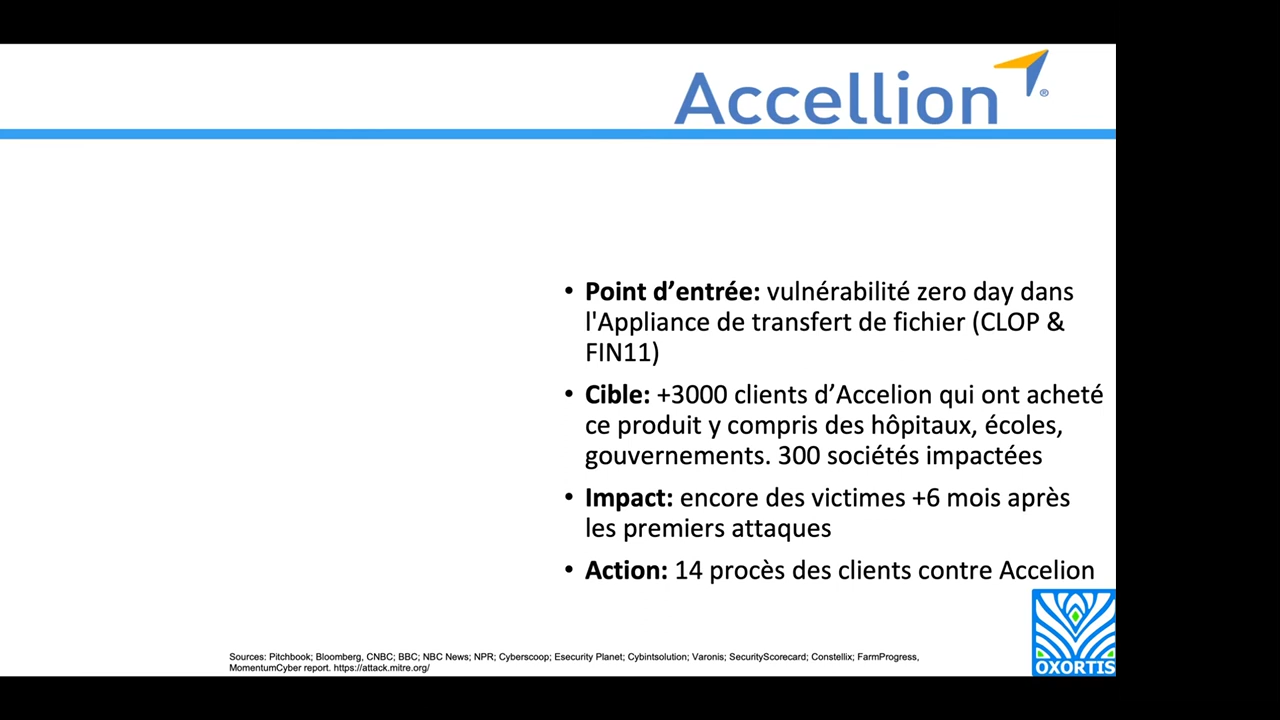 Accellion ®
• Point d’entrée: vulnérabilité zero day dans
l'Appliance de transfert de fichier (CLOP &
FIN11)
• Cible: +3000 clients d’Accelion qui ont acheté
ce produit y compris des hôpitaux, écoles,
gouvernements. 300 sociétés impactées
• Impact: encore des victimes +6 mois après
les premiers attaques
• Action: 14 procès des clients contre Accelion
OXORTIS
Sources: Pitchbook; Bloomberg, CNBC; BBC; NBC News; NPR; Cyberscoop; Esecurity Planet; Cybintsolution; Varonis; SecurityScorecard; Constellix; FarmProgress,
MomentumCyber report. https://attack.mitre.org/